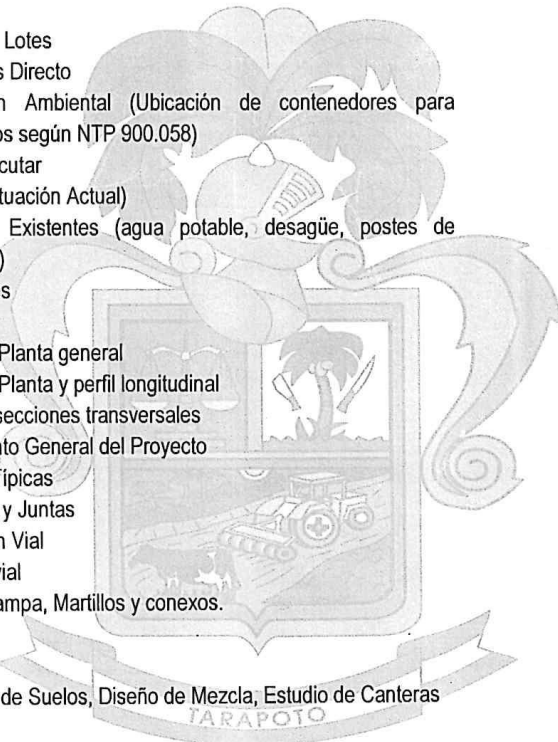 Lotes
s Directo
n Ambiental (Ubicación de contenedores para
os según NTP 900.058)
cutar
tuación Actual)
Existentes (agua potable, desagüe, postes de
)
s
Planta general
Planta y perfil longitudinal
secciones transversales
nto General del Proyecto
Típicas
y Juntas
n Vial
vial
ampa, Martillos y conexos.
de Suelos, Diseño de Mezcla, Estudio de Canteras
TARAPOTO